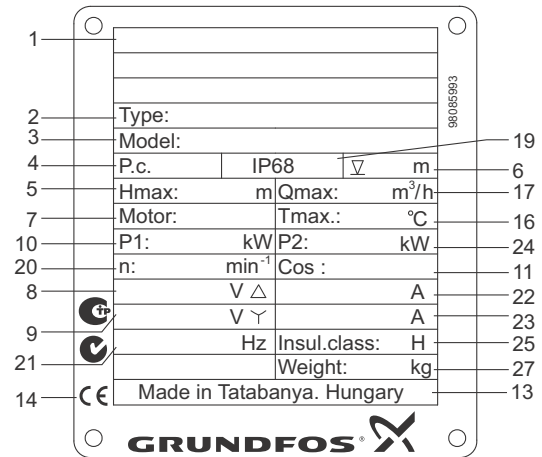 1
98085993
2 Type:
3 Model: 19
4 P.c. IP68 m 6
5 Hmax: m Qmax: m³/h 17
7 Motor: Tmax.: °C 16
10 P1: kW P2: kW 24
20 n: min⁻¹ Cos : 11
8 V △ A 22
9 V Y A 23
21 Hz Insul.class: H 25
Weight: kg 27
14 CE Made in Tatabanya. Hungary 13
GRUNDFOS®